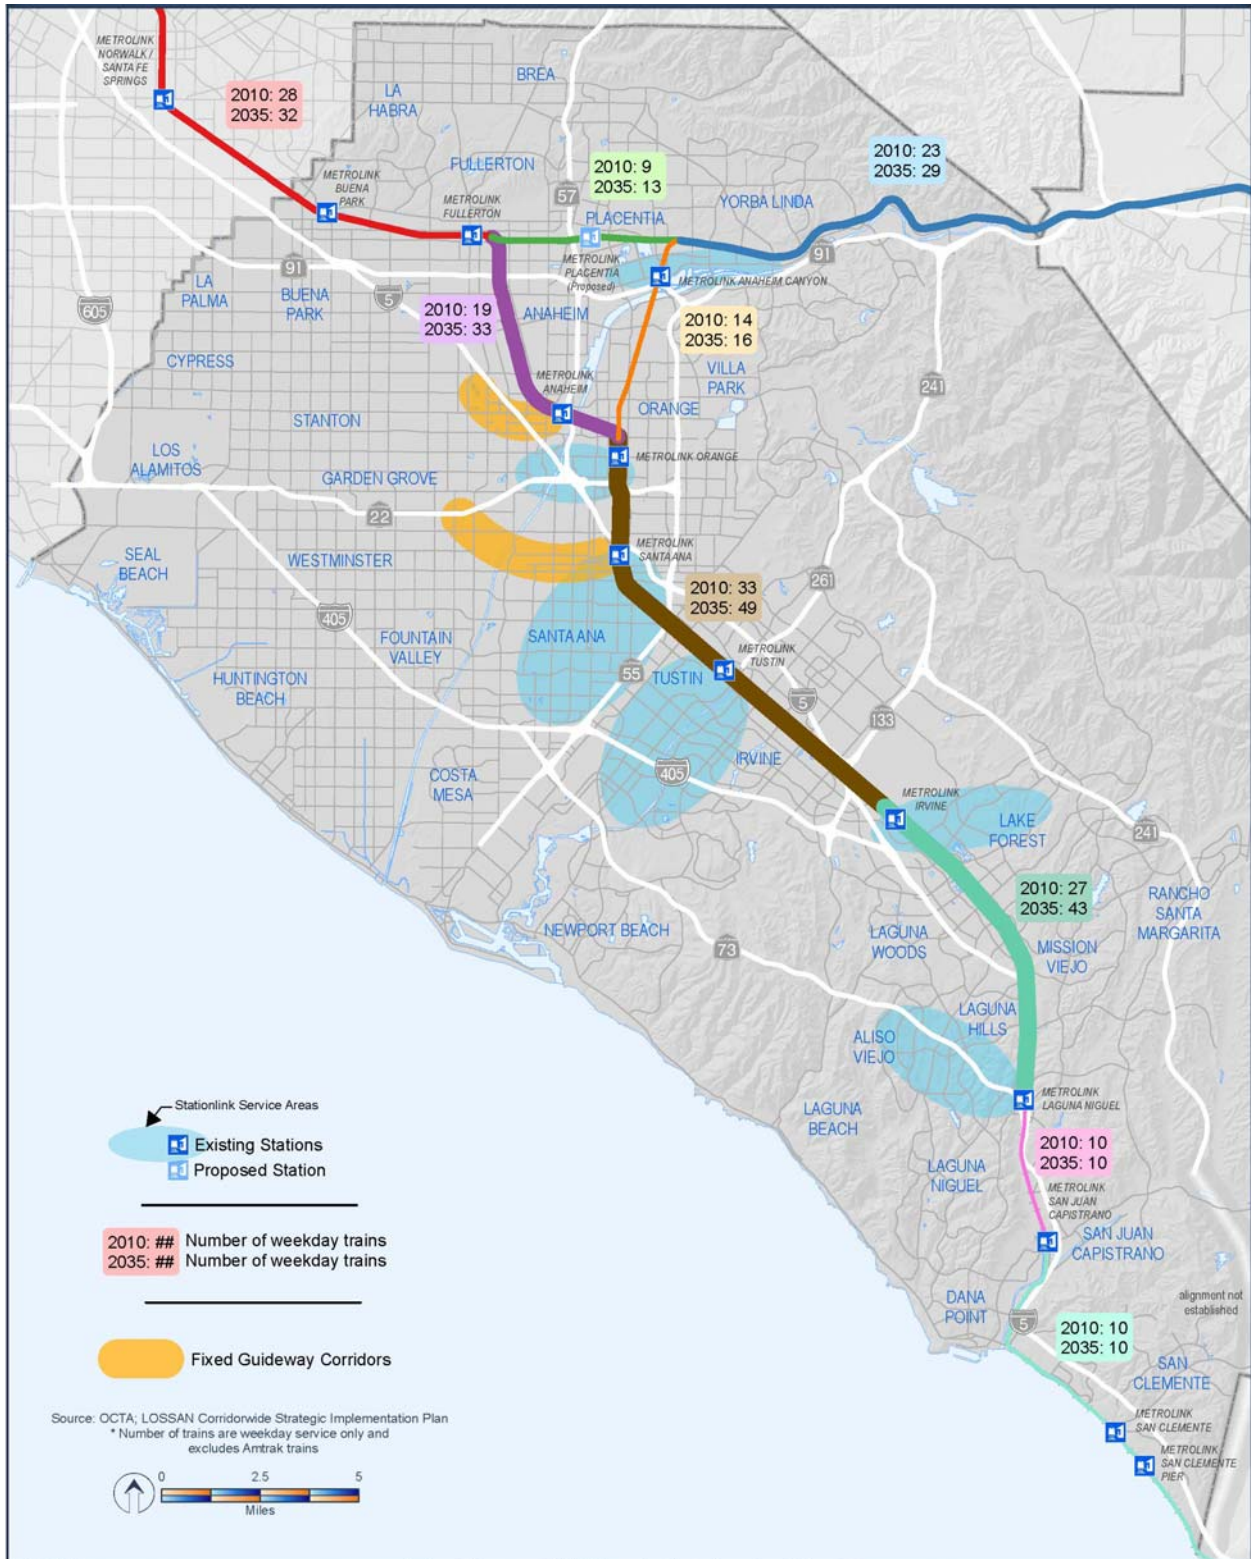 METROLINK
NORWALK /
SANTA FE
SPRINGS
2010: 28
2035: 32
LA
HABRA
BREA
FULLERTON
METROLINK
BUENA
PARK
METROLINK
FULLERTON
2010: 9
2035: 13
57
PLACENTIA
YORBA LINDA
2010: 23
2035: 29
91
METROLINK
PLACENTIA
(Proposed)
METROLINK ANAHEIM CANYON
91
LA
PALMA
BUENA
PARK
5
605
2010: 19
2035: 33
ANAHEIM
2010: 14
2035: 16
CYPRESS
METROLINK
ANAHEIM
VILLA
PARK
241
STANTON
ORANGE
LOS
ALAMITOS
METROLINK ORANGE
GARDEN GROVE
22
SEAL
BEACH
WESTMINSTER
METROLINK
SANTA ANA
2010: 33
2035: 49
261
405
FOUNTAIN
VALLEY
SANTA ANA
METROLINK
TUSTIN
55
TUSTIN
HUNTINGTON
BEACH
5
133
IRVINE
405
COSTA
MESA
METROLINK
IRVINE
LAKE
FOREST
241
2010: 27
2035: 43
RANCHO
SANTA
MARGARITA
NEWPORT BEACH
73
LAGUNA
WOODS
MISSION
VIEJO
LAGUNA
HILLS
ALISO
VIEJO
METROLINK
LAGUNA NIGUEL
LAGUNA
BEACH
2010: 10
2035: 10
LAGUNA
NIGUEL
METROLINK
SAN JUAN
CAPISTRANO
SAN JUAN
CAPISTRANO
DANA
POINT
5
alignment not
established
2010: 10
2035: 10
SAN
CLEMENTE
METROLINK
SAN CLEMENTE
METROLINK
SAN CLEMENTE
PIER
Stationlink Service Areas
Existing Stations
Proposed Station
2010: ## Number of weekday trains
2035: ## Number of weekday trains
Fixed Guideway Corridors
Source: OCTA; LOSSAN Corridorwide Strategic Implementation Plan
* Number of trains are weekday service only and
excludes Amtrak trains
0 2.5 5
Miles